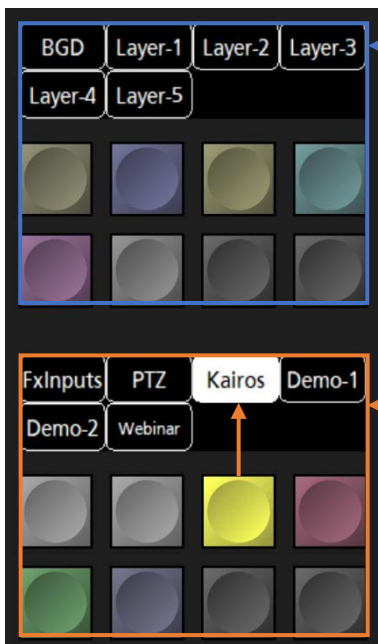 BGD Layer-1 Layer-2 Layer-3
Layer-4 Layer-5
FxInputs PTZ Kairos Demo-1
Demo-2 Webinar